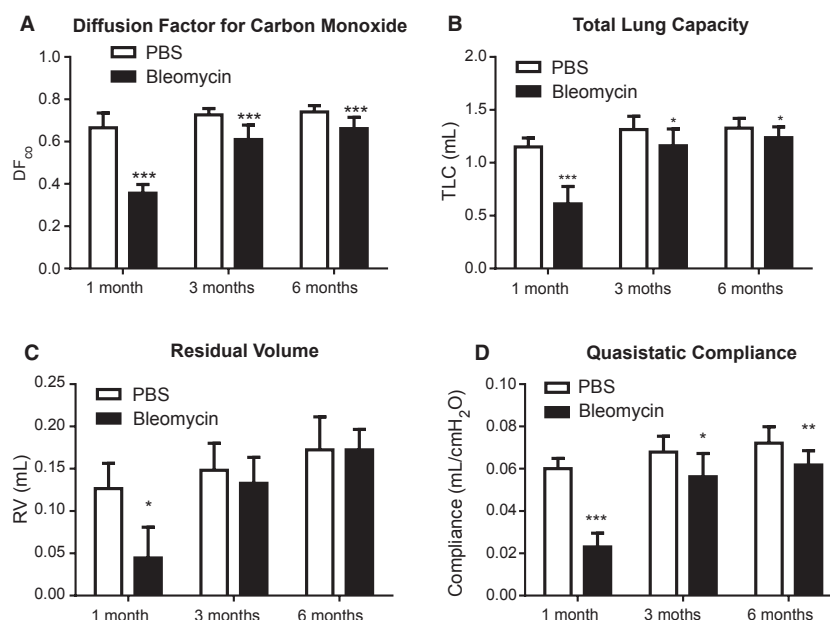 A Diffusion Factor for Carbon Monoxide
PBS
Bleomycin
DFco
1.0
0.8
0.6
0.4
0.2
0.0
***
***
***
1 month
3 months
6 months
B Total Lung Capacity
PBS
Bleomycin
TLC (mL)
2.0
1.5
1.0
0.5
0.0
***
*
*
1 month
3 moths
6 months
C Residual Volume
PBS
Bleomycin
RV (mL)
0.25
0.20
0.15
0.10
0.05
0.00
*
1 month
3 months
6 months
D Quasistatic Compliance
PBS
Bleomycin
Compliance (mL/cmH₂O)
0.10
0.08
0.06
0.04
0.02
0.00
***
*
**
1 month
3 moths
6 months